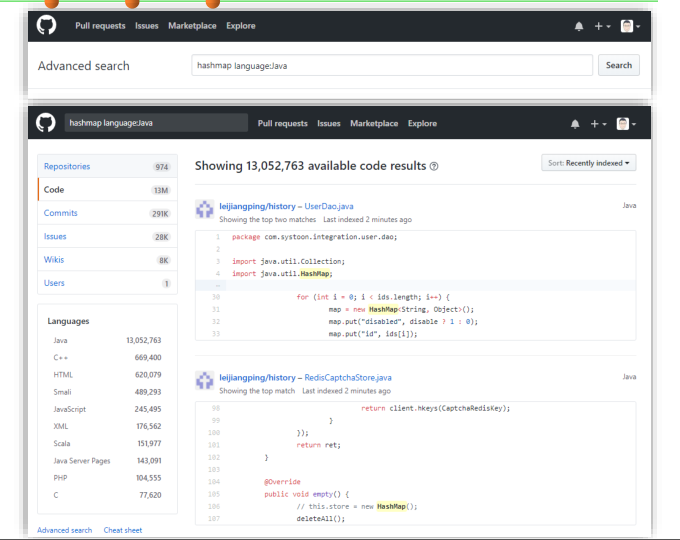 Pull requests Issues Marketplace Explore
Advanced search
hashmap language:Java
Search
hashmap language:Java
Pull requests Issues Marketplace Explore
Repositories 974
Code 13M
Commits 291K
Issues 28K
Wikis 8K
Users 1
Languages
Java 13,052,763
C++ 669,400
HTML 620,079
Smali 489,293
JavaScript 245,495
XML 176,562
Scala 151,977
Java Server Pages 143,091
PHP 104,555
C 77,620
Advanced search Cheat sheet
Showing 13,052,763 available code results
Sort: Recently indexed
leijiangping/history – UserDao.java
Java
Showing the top two matches Last indexed 2 minutes ago
1 package com.systoon.integration.user.dao;
2
3 import java.util.Collection;
4 import java.util.HashMap;
30 for (int i = 0; i < ids.length; i++) {
31 map = new HashMap<String, Object>();
32 map.put("disabled", disable ? 1 : 0);
33 map.put("id", ids[i]);
leijiangping/history – RedisCaptchaStore.java
Java
Showing the top match Last indexed 2 minutes ago
98 return client.hkeys(CaptchaRedisKey);
99 }
100 });
101 return ret;
102 }
103
104 @Override
105 public void empty() {
106 // this.store = new HashMap();
107 deleteAll();